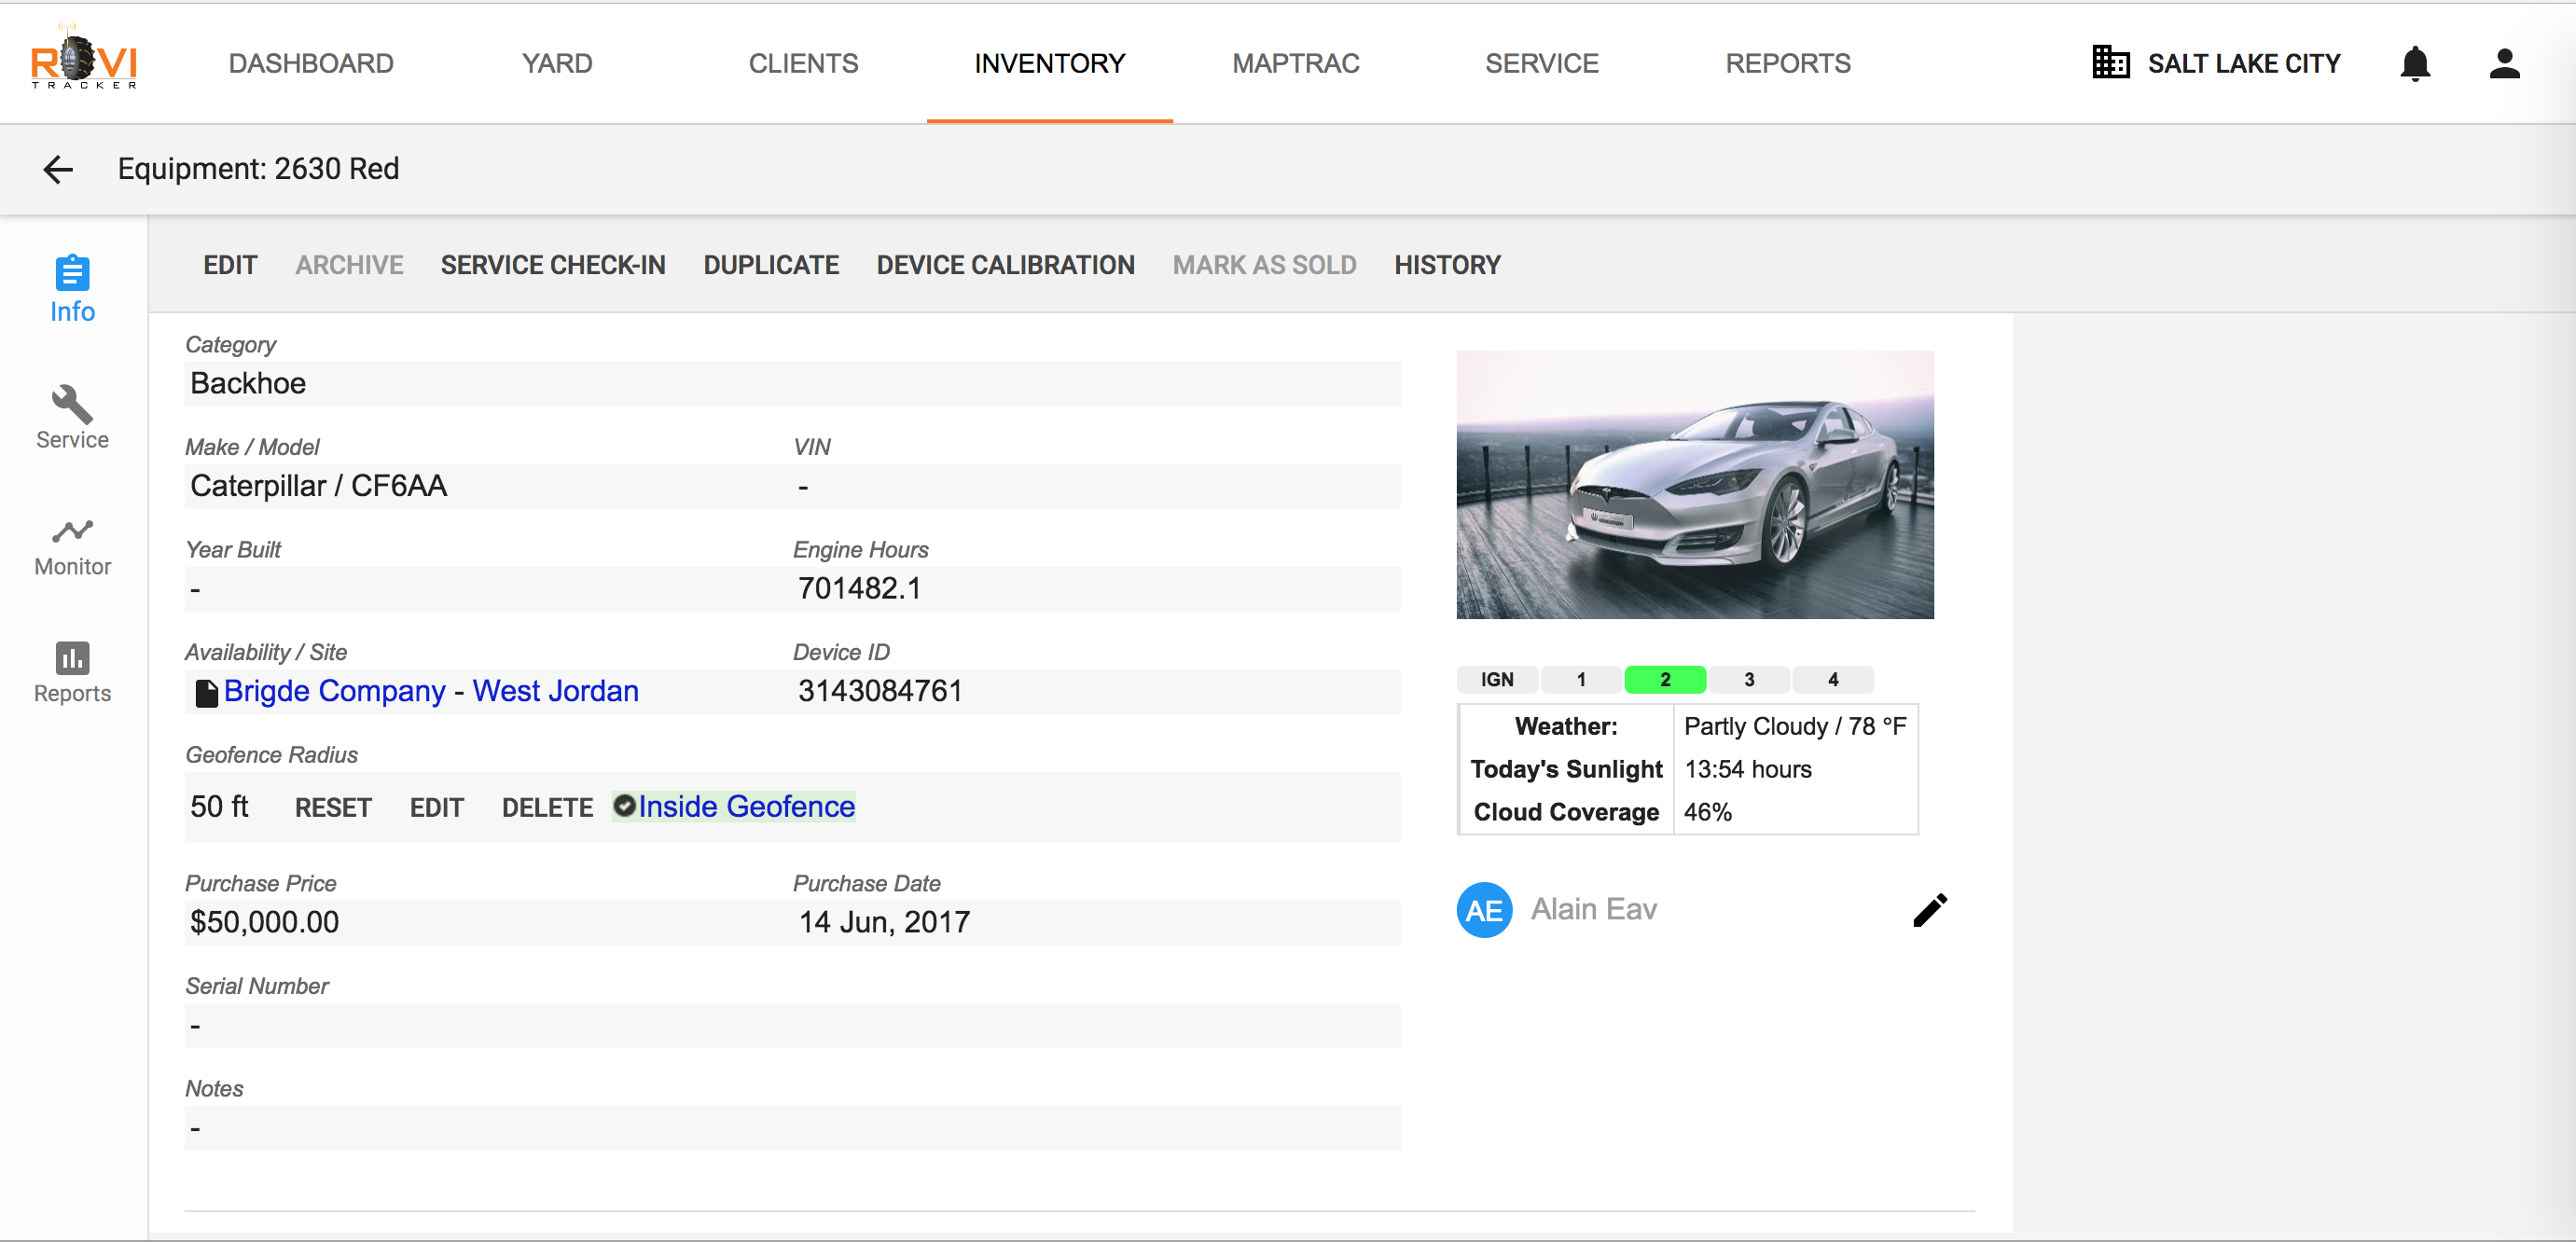 ROVI
TRACKER
DASHBOARD YARD CLIENTS INVENTORY MAPTRAC SERVICE REPORTS SALT LAKE CITY
Equipment: 2630 Red
EDIT ARCHIVE SERVICE CHECK-IN DUPLICATE DEVICE CALIBRATION MARK AS SOLD HISTORY
Info
Service
Monitor
Reports
Category
Backhoe
Make / Model VIN
Caterpillar / CF6AA -
Year Built Engine Hours
- 701482.1
Availability / Site Device ID
Brigde Company - West Jordan 3143084761
Geofence Radius
50 ft RESET EDIT DELETE Inside Geofence
Purchase Price Purchase Date
$50,000.00 14 Jun, 2017
Serial Number
-
Notes
-
IGN 1 2 3 4
Weather: Partly Cloudy / 78 °F
Today's Sunlight 13:54 hours
Cloud Coverage 46%
AE Alain Eav